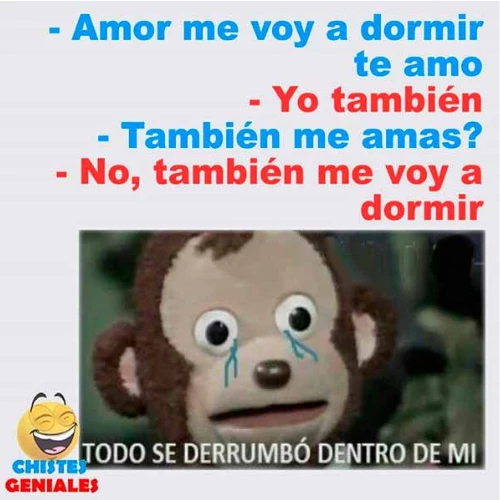 - Amor me voy a dormir
te amo
- Yo también
- También me amas?
- No, también me voy a
dormir
TODO SE DERRUMBÓ DENTRO DE MI
CHISTES
GENIALES